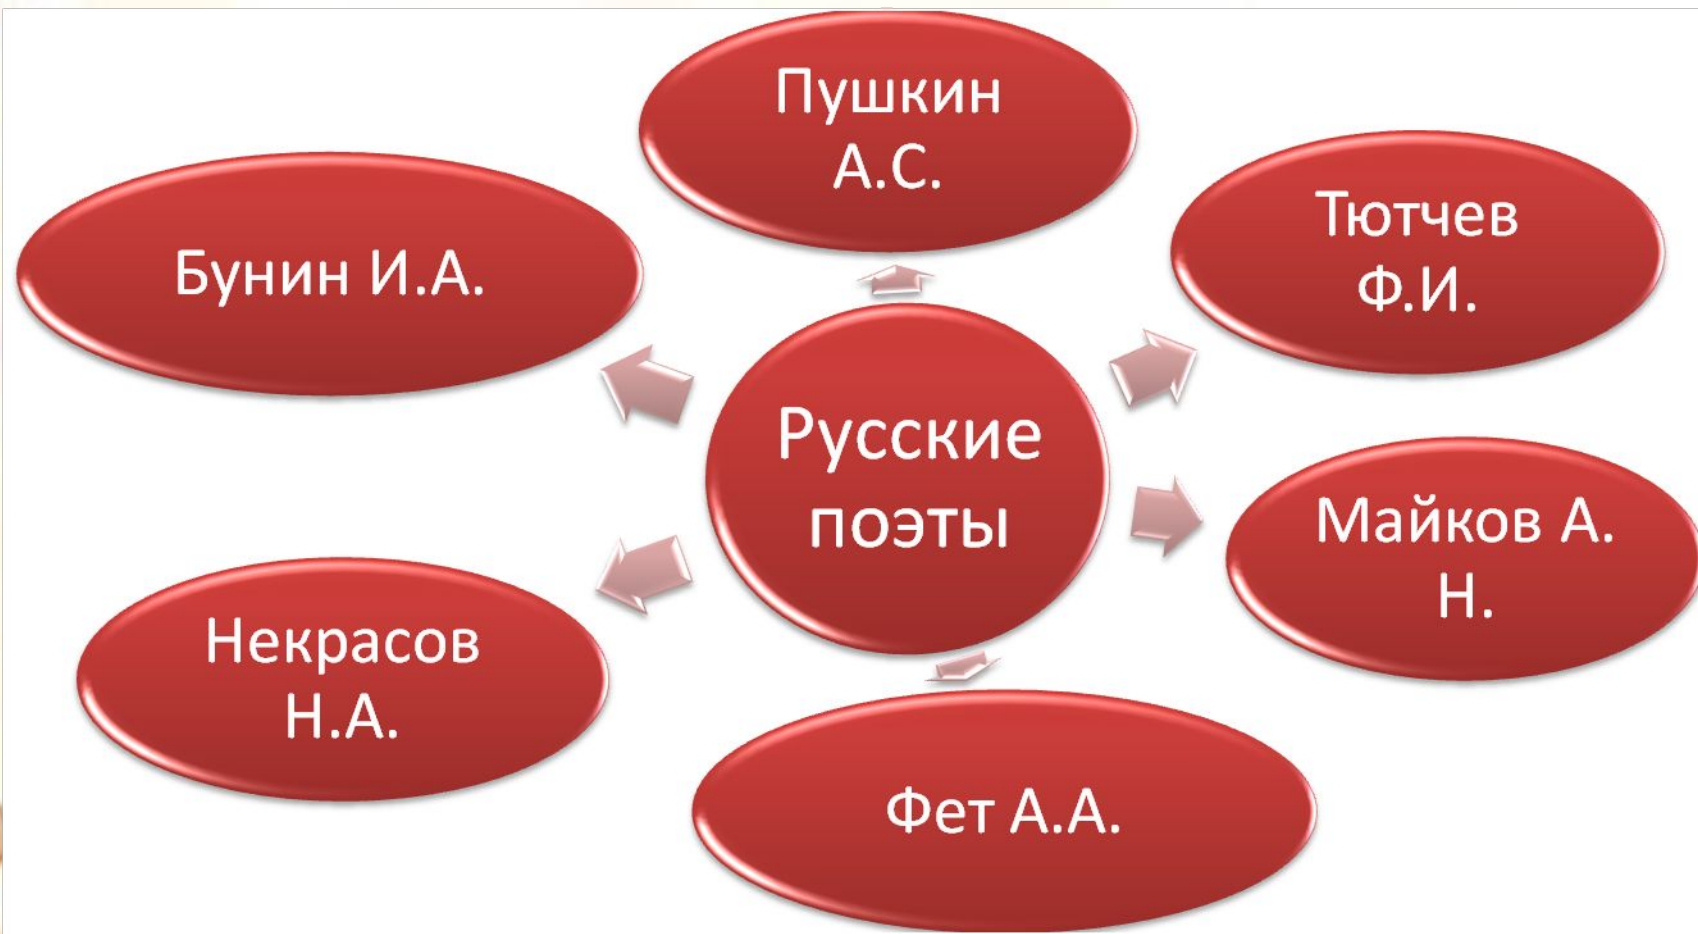 Пушкин
А.С.
Тютчев
Ф.И.
Бунин И.А.
Русские
поэты
Майков А.
Н.
Некрасов
Н.А.
Фет А.А.